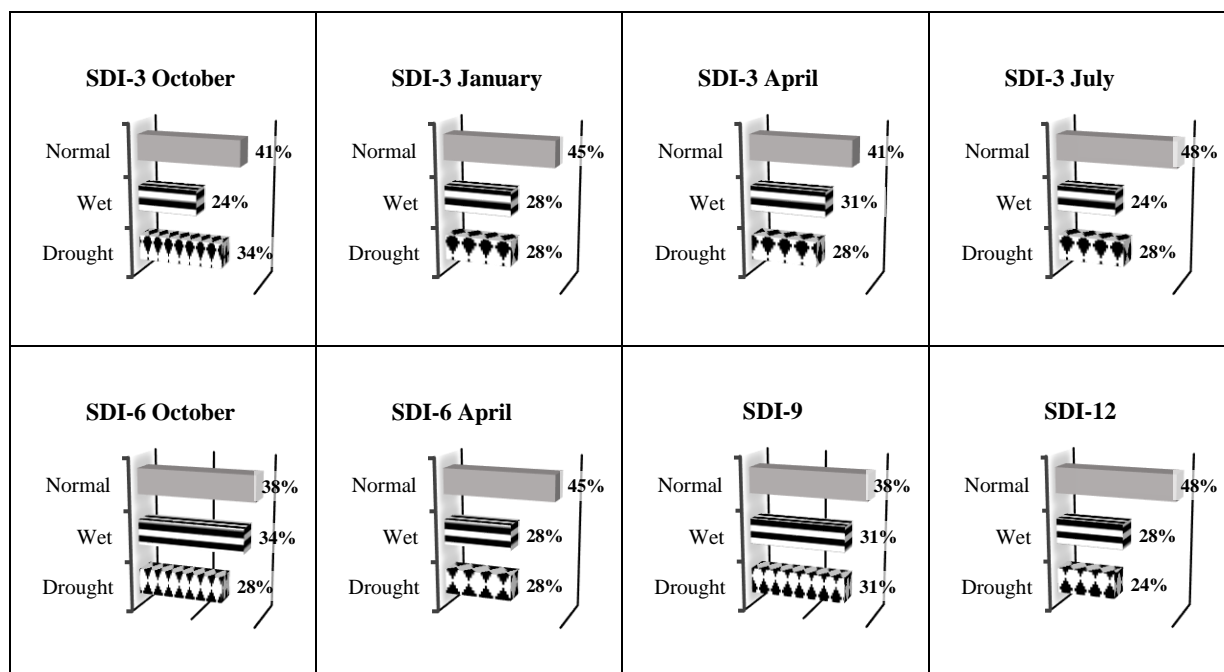 SDI-3 October
Normal 41%
Wet 24%
Drought 34%
SDI-3 January
Normal 45%
Wet 28%
Drought 28%
SDI-3 April
Normal 41%
Wet 31%
Drought 28%
SDI-3 July
Normal 48%
Wet 24%
Drought 28%
SDI-6 October
Normal 38%
Wet 34%
Drought 28%
SDI-6 April
Normal 45%
Wet 28%
Drought 28%
SDI-9
Normal 38%
Wet 31%
Drought 31%
SDI-12
Normal 48%
Wet 28%
Drought 24%